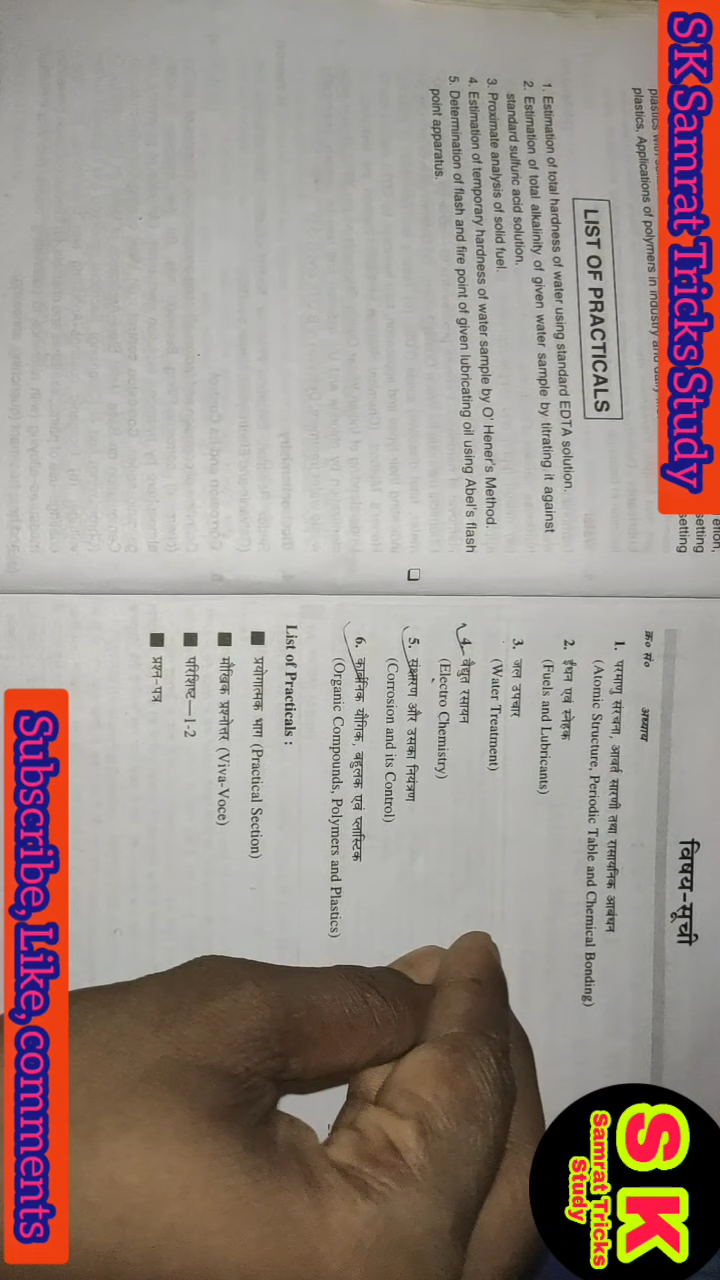 SK Samrat Tricks Study
plastics, Applications of polymers in industry and daily
etion,
setting
setting
LIST OF PRACTICALS
1. Estimation of total hardness of water using standard EDTA solution.
2. Estimation of total alkalinity of given water sample by titrating it against
standard sulfuric acid solution.
3. Proximate analysis of solid fuel.
4. Estimation of temporary hardness of water sample by O' Hener's Method.
5. Determination of flash and fire point of given lubricating oil using Abel's flash
point apparatus.
विषय-सूची
क्र० सं० अध्याय
1. परमाणु संरचना, आवर्त सारणी तथा रासायनिक आबंधन
(Atomic Structure, Periodic Table and Chemical Bonding)
2. ईंधन एवं स्नेहक
(Fuels and Lubricants)
3. जल उपचार
(Water Treatment)
4. वैद्युत रसायन
(Electro Chemistry)
5. संक्षारण और उसका नियंत्रण
(Corrosion and its Control)
6. कार्बनिक यौगिक, बहुलक एवं प्लास्टिक
(Organic Compounds, Polymers and Plastics)
List of Practicals :
■ प्रयोगात्मक भाग (Practical Section)
■ मौखिक प्रश्नोत्तर (Viva-Voce)
■ परिशिष्ट—1-2
■ प्रश्न-पत्र
S K
Samrat Tricks
Study
Subscribe, Like, comments